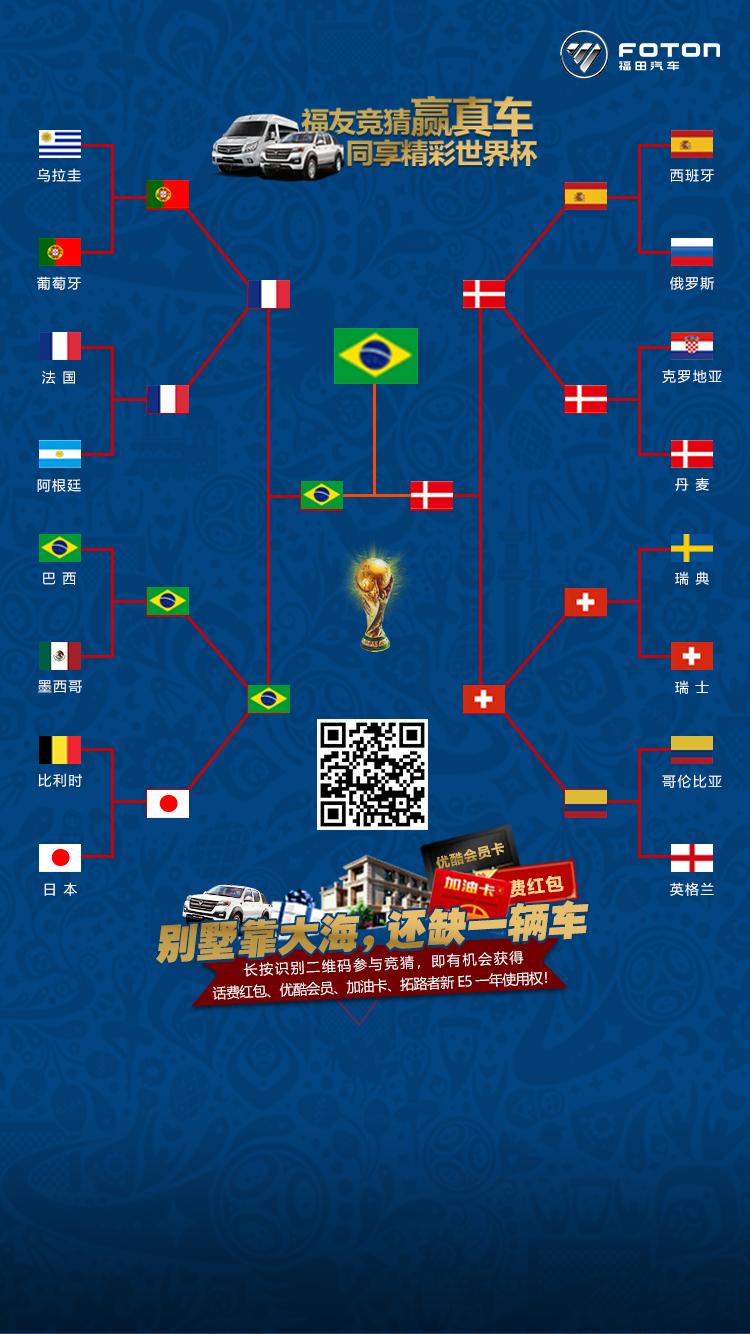 FOTON
福田汽车
福友竞猜赢真车
同享精彩世界杯
乌拉圭
葡萄牙
法 国
阿根廷
巴 西
墨西哥
比利时
日 本
西班牙
俄罗斯
克罗地亚
丹 麦
瑞 典
瑞 士
哥伦比亚
英格兰
优酷会员卡
加油卡
费红包
别墅靠大海，还缺一辆车
长按识别二维码参与竞猜，即有机会获得
话费红包、优酷会员、加油卡、拓路者新 E5 一年使用权！